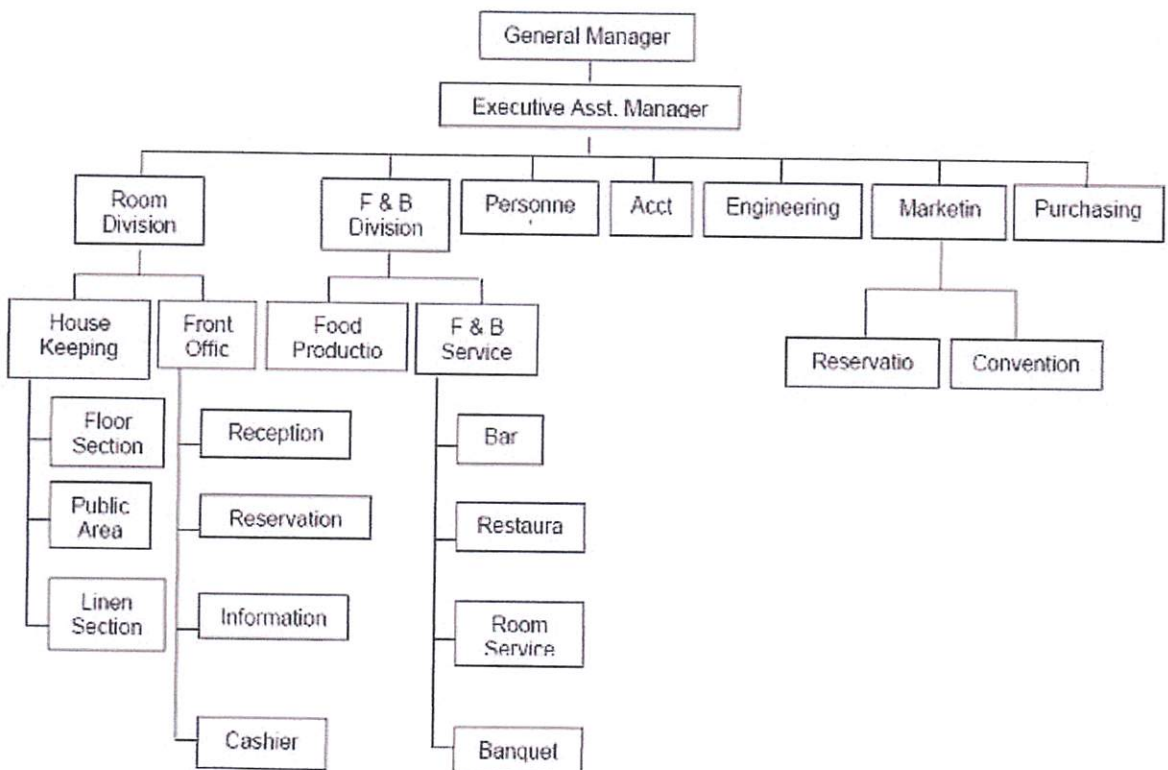 General Manager
Executive Asst. Manager
Room
Division
F & B
Division
Personne
Acct
Engineering
Marketin
Purchasing
House
Keeping
Front
Offic
Food
Productio
F & B
Service
Reservatio
Convention
Floor
Section
Reception
Bar
Public
Area
Reservation
Restaura
Linen
Section
Information
Room
Service
Cashier
Banquet